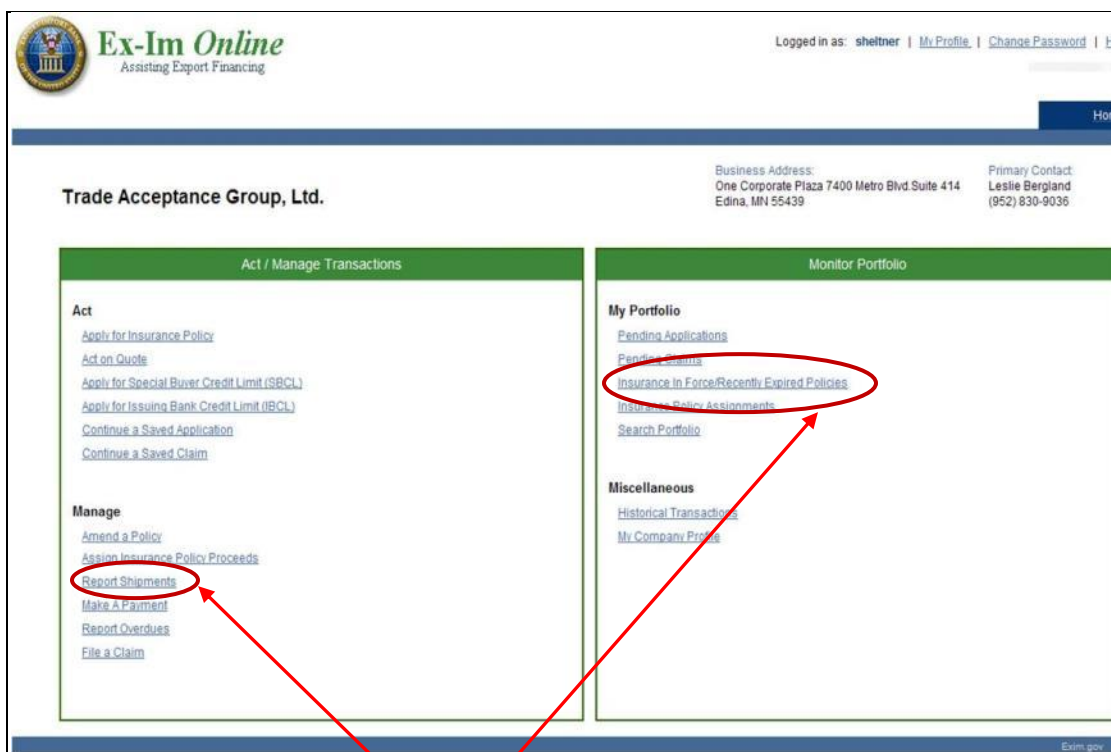 Ex-Im Online
Assisting Export Financing
Logged in as: sheltner | My Profile | Change Password |
Trade Acceptance Group, Ltd.
Business Address:
One Corporate Plaza 7400 Metro Blvd.Suite 414
Edina, MN 55439
Primary Contact
Leslie Bergland
(952) 830-9036
Act / Manage Transactions
Act
Apply for Insurance Policy
Act on Quote
Apply for Special Buyer Credit Limit (SBCL)
Apply for Issuing Bank Credit Limit (IBCL)
Continue a Saved Application
Continue a Saved Claim
Manage
Amend a Policy
Assign Insurance Policy Proceeds
Report Shipments
Make A Payment
Report Overdues
File a Claim
Monitor Portfolio
My Portfolio
Pending Applications
Pending Claims
Insurance In Force/Recently Expired Policies
Insurance Policy Assignments
Search Portfolio
Miscellaneous
Historical Transactions
My Company Profile
Exim.gov